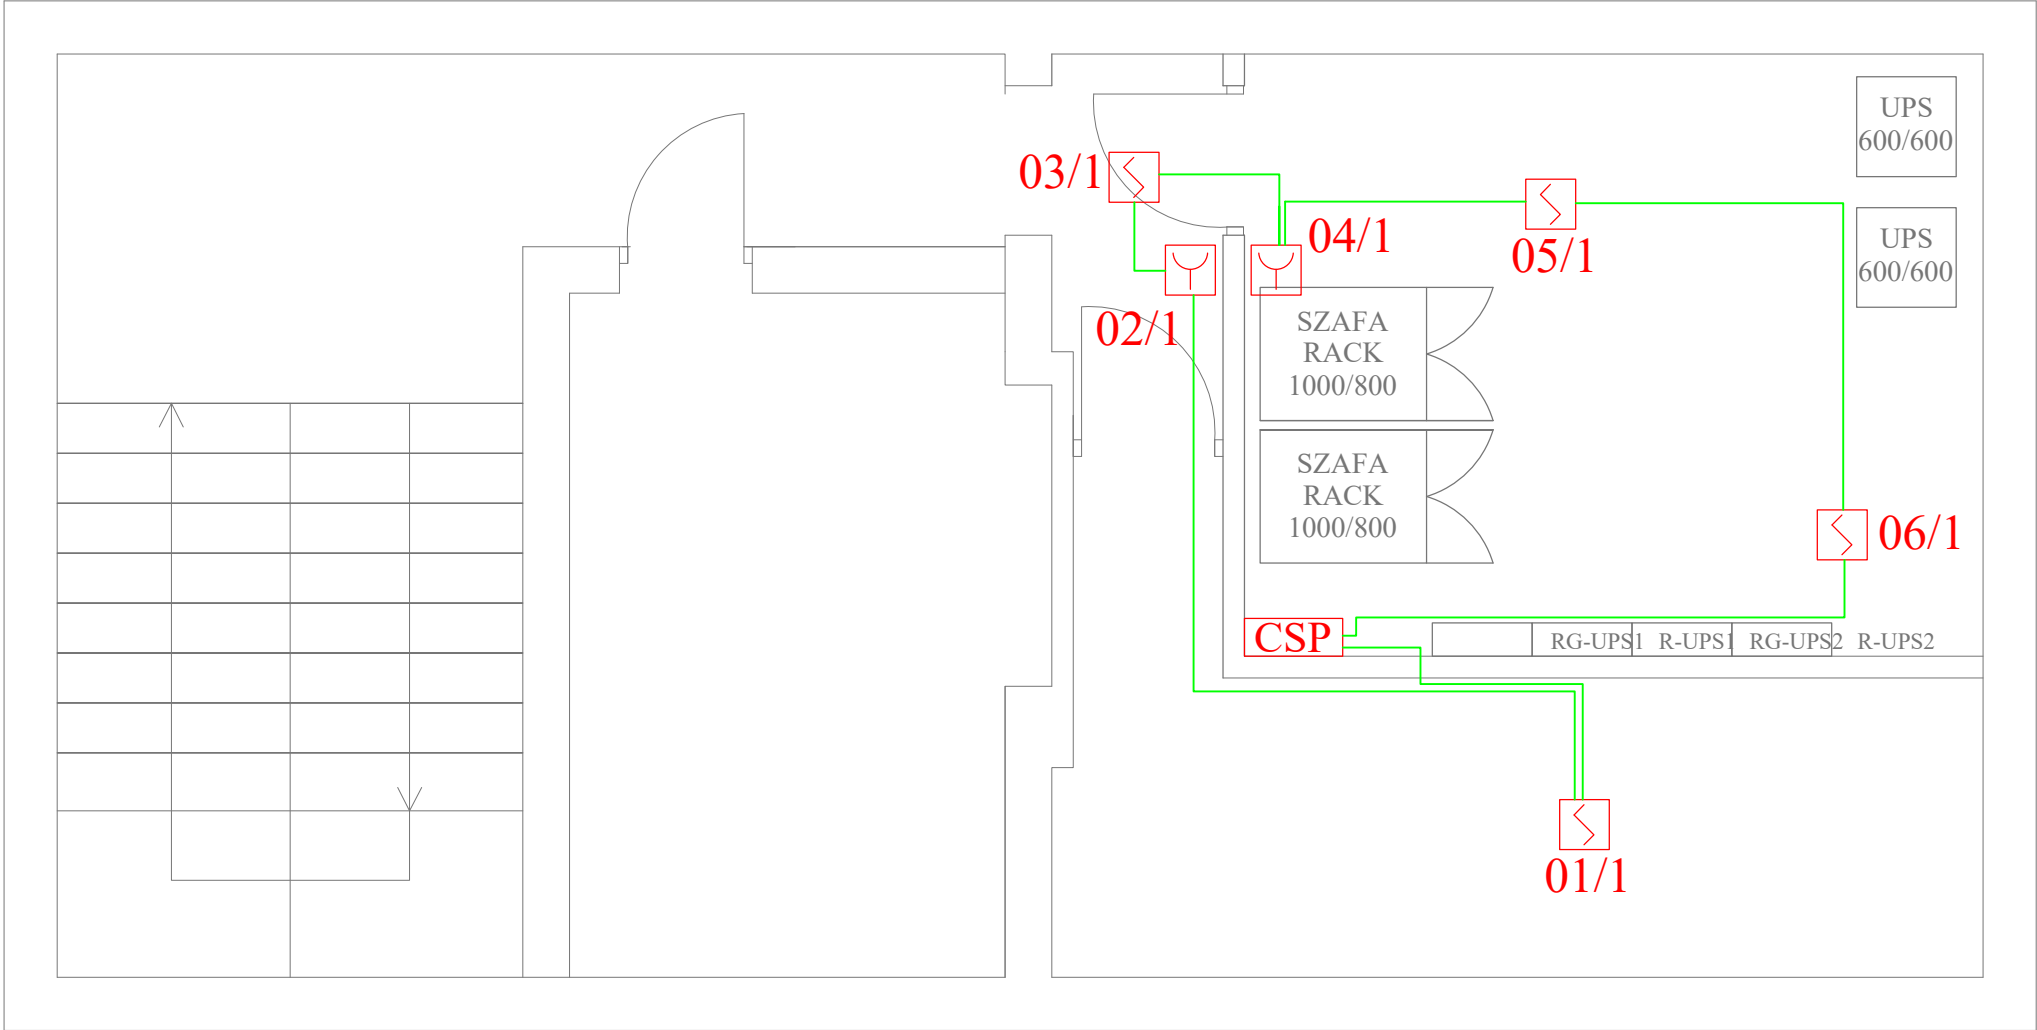 UPS
600/600
03/1
04/1
05/1
UPS
600/600
02/1
SZAFA
RACK
1000/800
SZAFA
RACK
1000/800
06/1
CSP
RG-UPS1
R-UPS1
RG-UPS2
R-UPS2
01/1